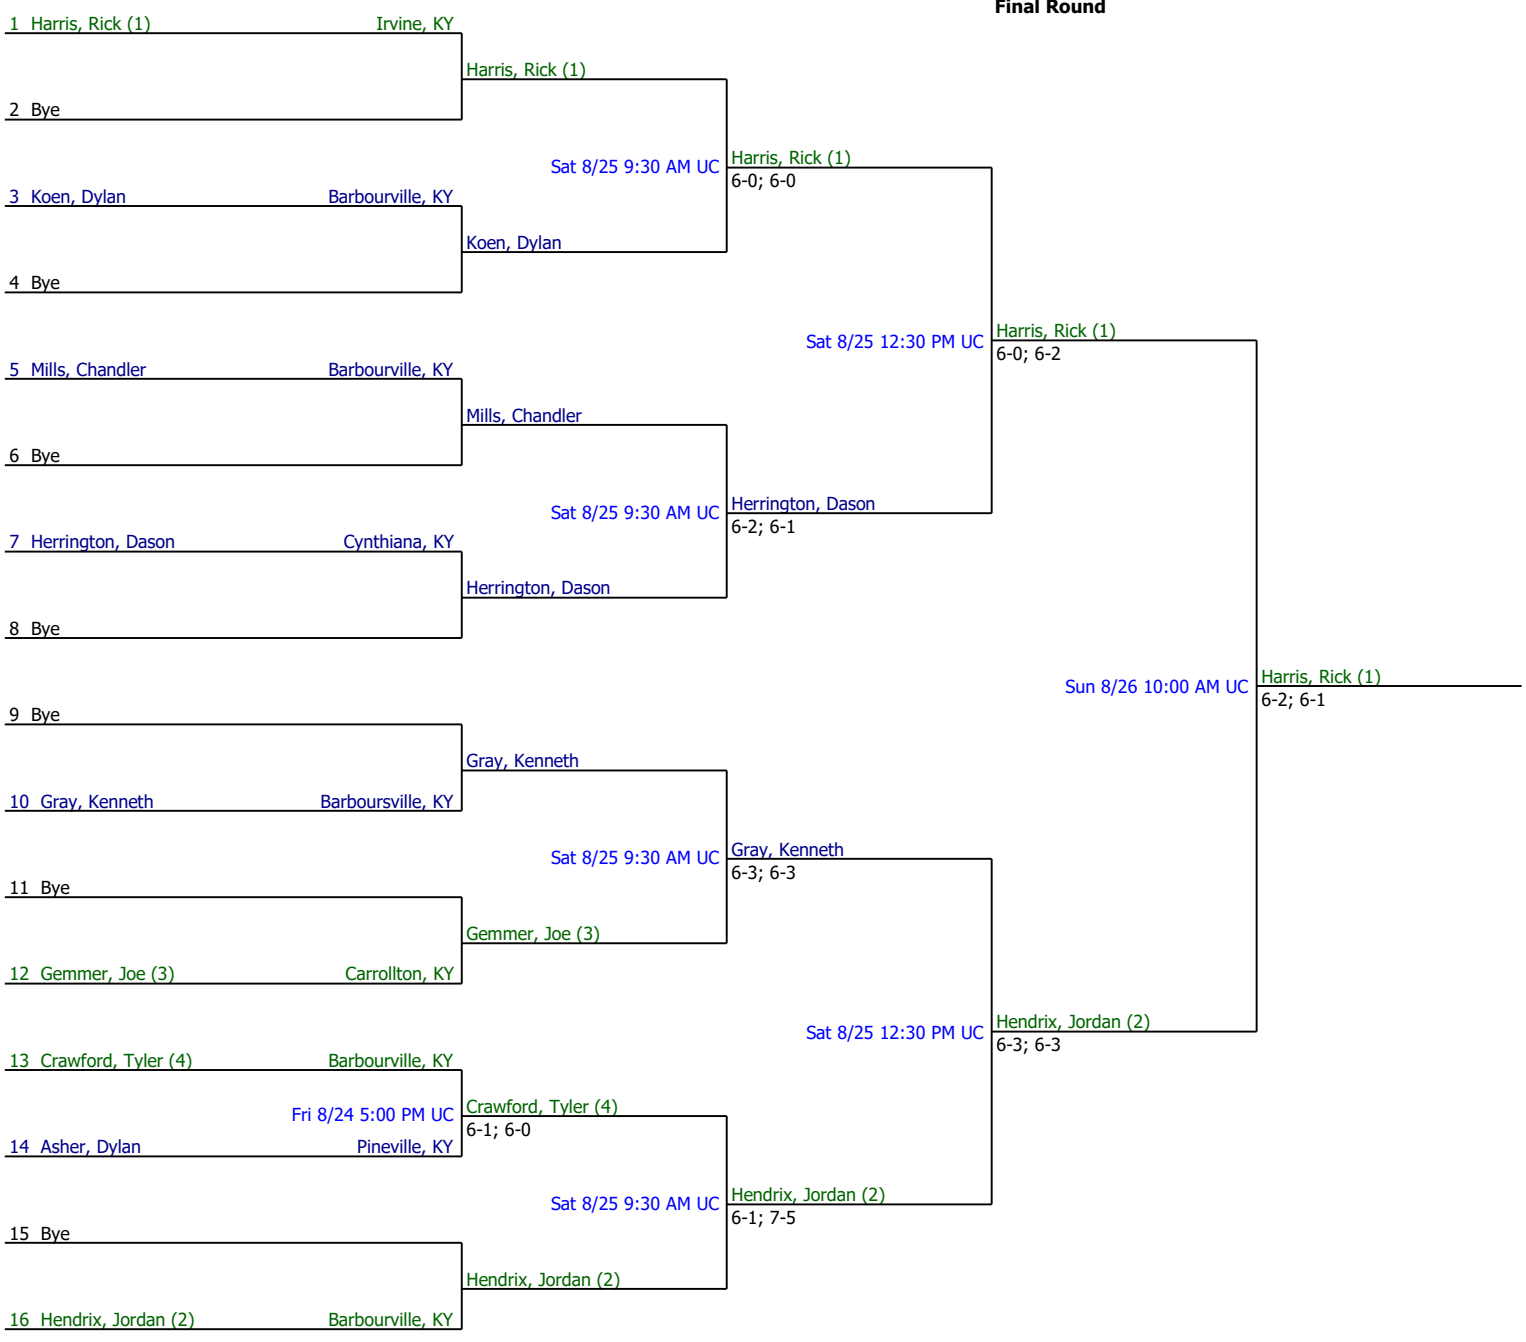 Final Round
1 Harris, Rick (1) Irvine, KY
Harris, Rick (1)
2 Bye
Sat 8/25 9:30 AM UC
Harris, Rick (1)
6-0; 6-0
3 Koen, Dylan Barbourville, KY
Koen, Dylan
4 Bye
Sat 8/25 12:30 PM UC
Harris, Rick (1)
6-0; 6-2
5 Mills, Chandler Barbourville, KY
Mills, Chandler
6 Bye
Sat 8/25 9:30 AM UC
Herrington, Dason
6-2; 6-1
7 Herrington, Dason Cynthiana, KY
Herrington, Dason
8 Bye
Sun 8/26 10:00 AM UC
Harris, Rick (1)
6-2; 6-1
9 Bye
Gray, Kenneth
10 Gray, Kenneth Barboursville, KY
Sat 8/25 9:30 AM UC
Gray, Kenneth
6-3; 6-3
11 Bye
Gemmer, Joe (3)
12 Gemmer, Joe (3) Carrollton, KY
Sat 8/25 12:30 PM UC
Hendrix, Jordan (2)
6-3; 6-3
13 Crawford, Tyler (4) Barbourville, KY
Fri 8/24 5:00 PM UC
Crawford, Tyler (4)
6-1; 6-0
14 Asher, Dylan Pineville, KY
Sat 8/25 9:30 AM UC
Hendrix, Jordan (2)
6-1; 7-5
15 Bye
Hendrix, Jordan (2)
16 Hendrix, Jordan (2) Barbourville, KY